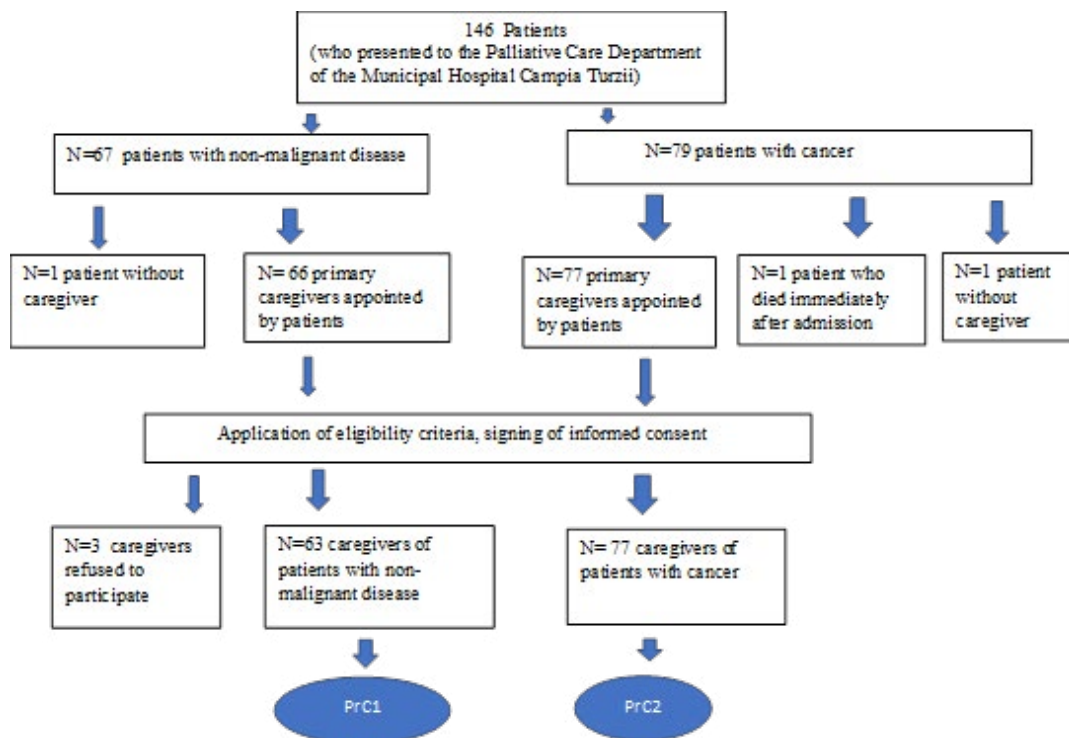 146 Patients
(who presented to the Palliative Care Department
of the Municipal Hospital Campia Turzii)
N=67 patients with non-malignant disease
N=79 patients with cancer
N=1 patient without
caregiver
N= 66 primary
caregivers appointed
by patients
N=77 primary
caregivers appointed
by patients
N=1 patient who
died immediately
after admission
N=1 patient
without
caregiver
Application of eligibility criteria, signing of informed consent
N=3 caregivers
refused to
participate
N=63 caregivers of
patients with non-
malignant disease
N= 77 caregivers of
patients with cancer
PrC1
PrC2